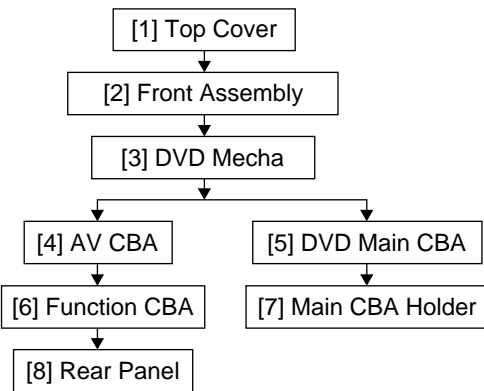 [1] Top Cover
[2] Front Assembly
[3] DVD Mecha
[4] AV CBA
[5] DVD Main CBA
[6] Function CBA
[7] Main CBA Holder
[8] Rear Panel